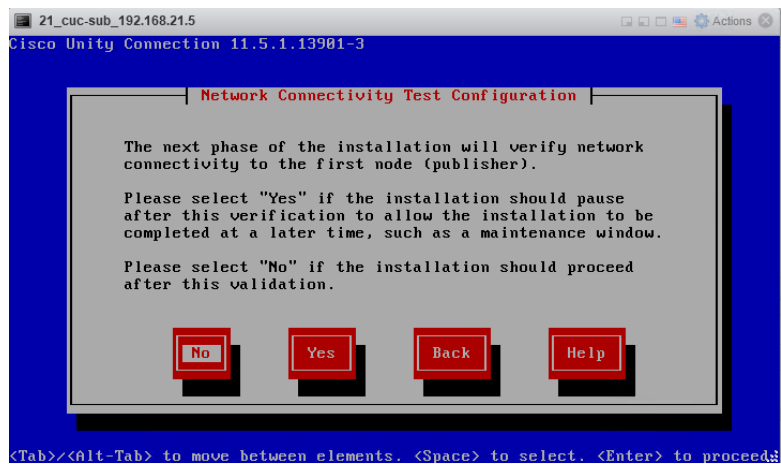 21_cuc-sub_192.168.21.5
Actions
Cisco Unity Connection 11.5.1.13901-3
Network Connectivity Test Configuration
The next phase of the installation will verify network
connectivity to the first node (publisher).
Please select "Yes" if the installation should pause
after this verification to allow the installation to be
completed at a later time, such as a maintenance window.
Please select "No" if the installation should proceed
after this validation.
No Yes Back Help
<Tab>/<Alt-Tab> to move between elements. <Space> to select. <Enter> to proceed